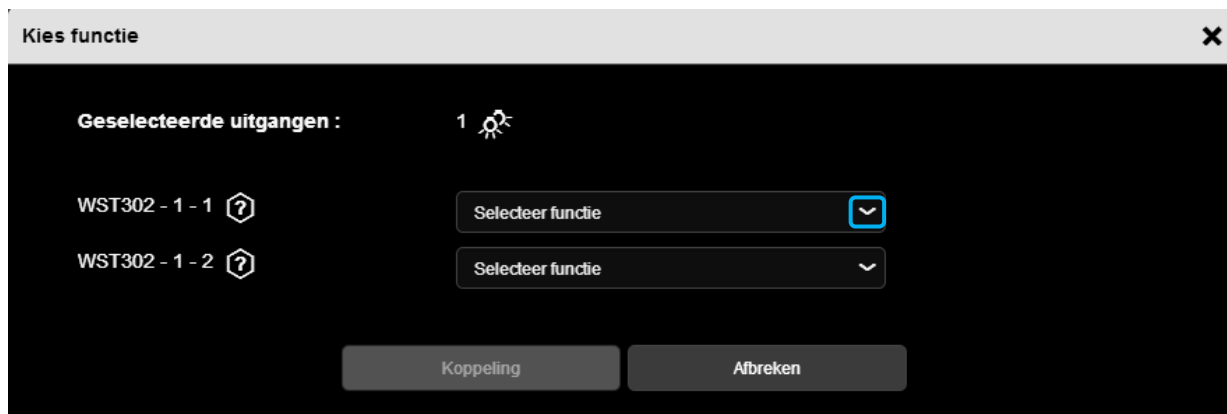 Kies functie
Geselecteerde uitgangen : 1
WST302 - 1 - 1 ? Selecteer functie
WST302 - 1 - 2 ? Selecteer functie
Koppeling Afbreken